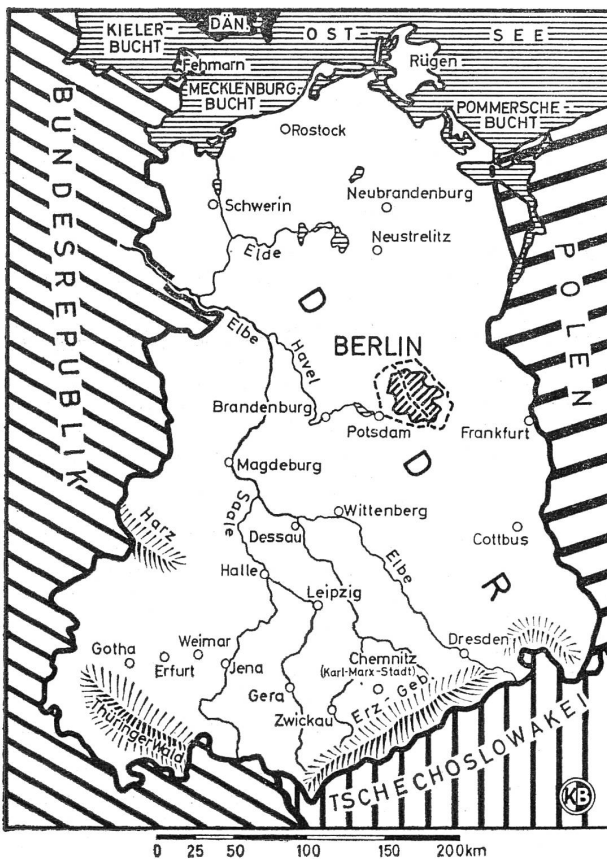 DÄN.
KIELER-
BUCHT
OST-
SEE
Fehmarn
Rügen
MECKLENBURG.
BUCHT
POMMERSCHE-
BUCHT
BUNDESREPUBLIK
POLEN
Rostock
Schwerin
Neubrandenburg
Neustrelitz
Elde
DDR
Elbe
Havel
BERLIN
Brandenburg
Potsdam
Frankfurt
Magdeburg
Saale
Harz
Wittenberg
Dessau
Elbe
Cottbus
Halle
Leipzig
Gotha
Erfurt
Weimar
Jena
Gera
Zwickau
Chemnitz
(Karl-Marx-Stadt)
Dresden
Erz-Geb.
Thüringer Wald
TSCHECHOSLOWAKEI
KB
0 25 50 100 150 200km